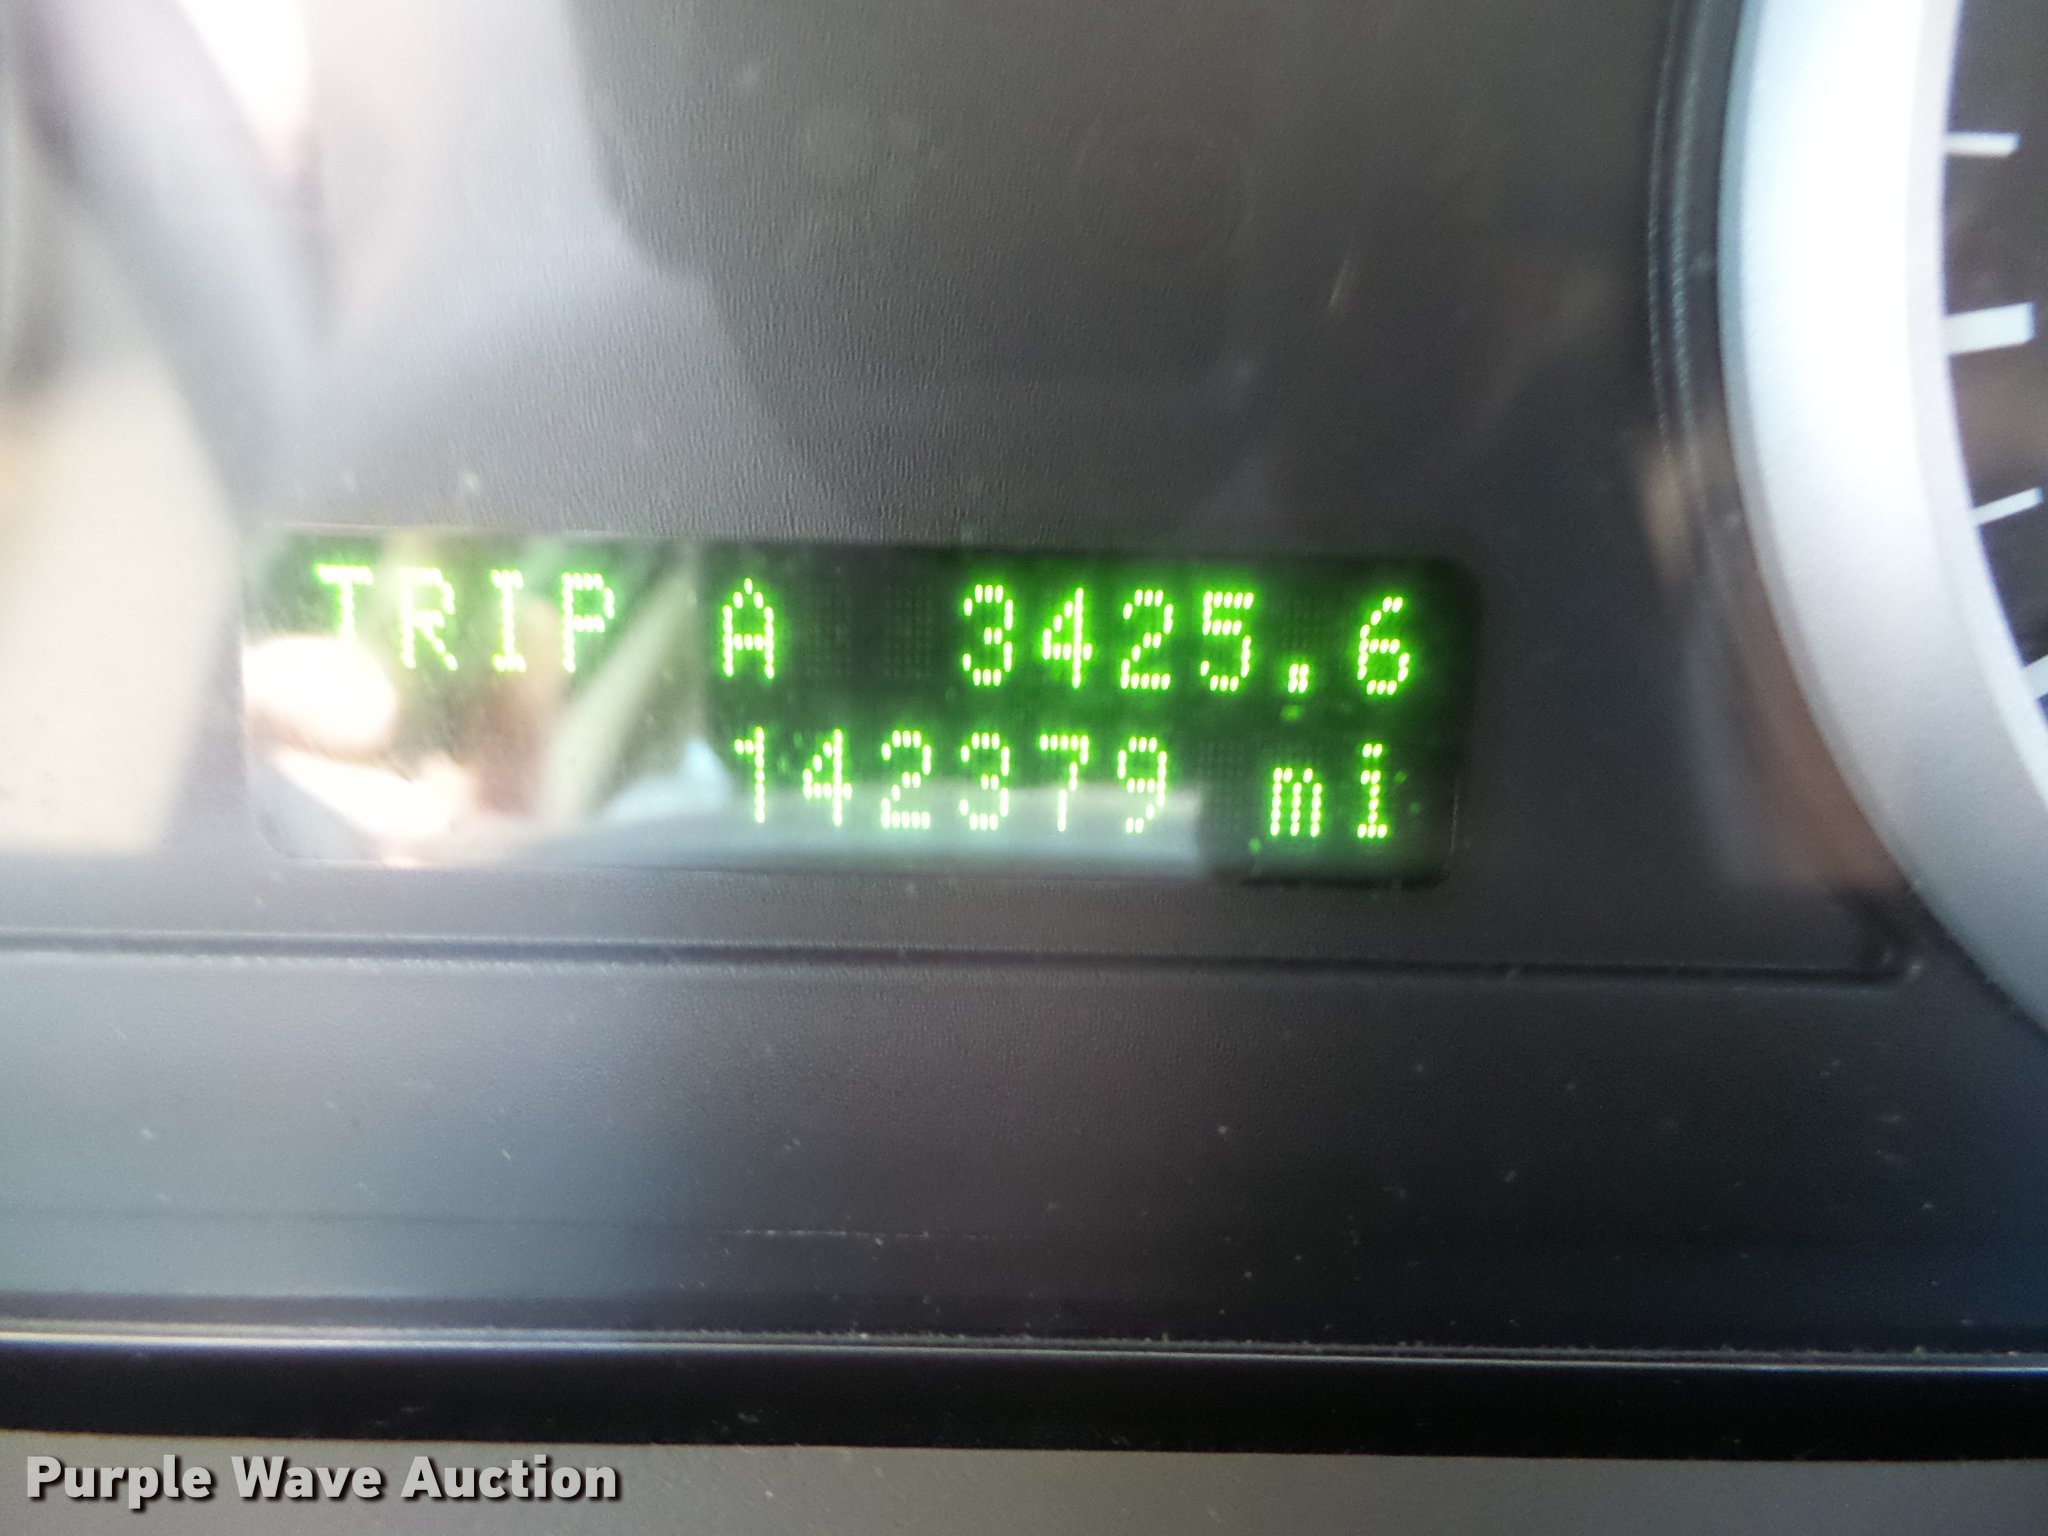 TRIP A 3425.6
142379 mi
Purple Wave Auction